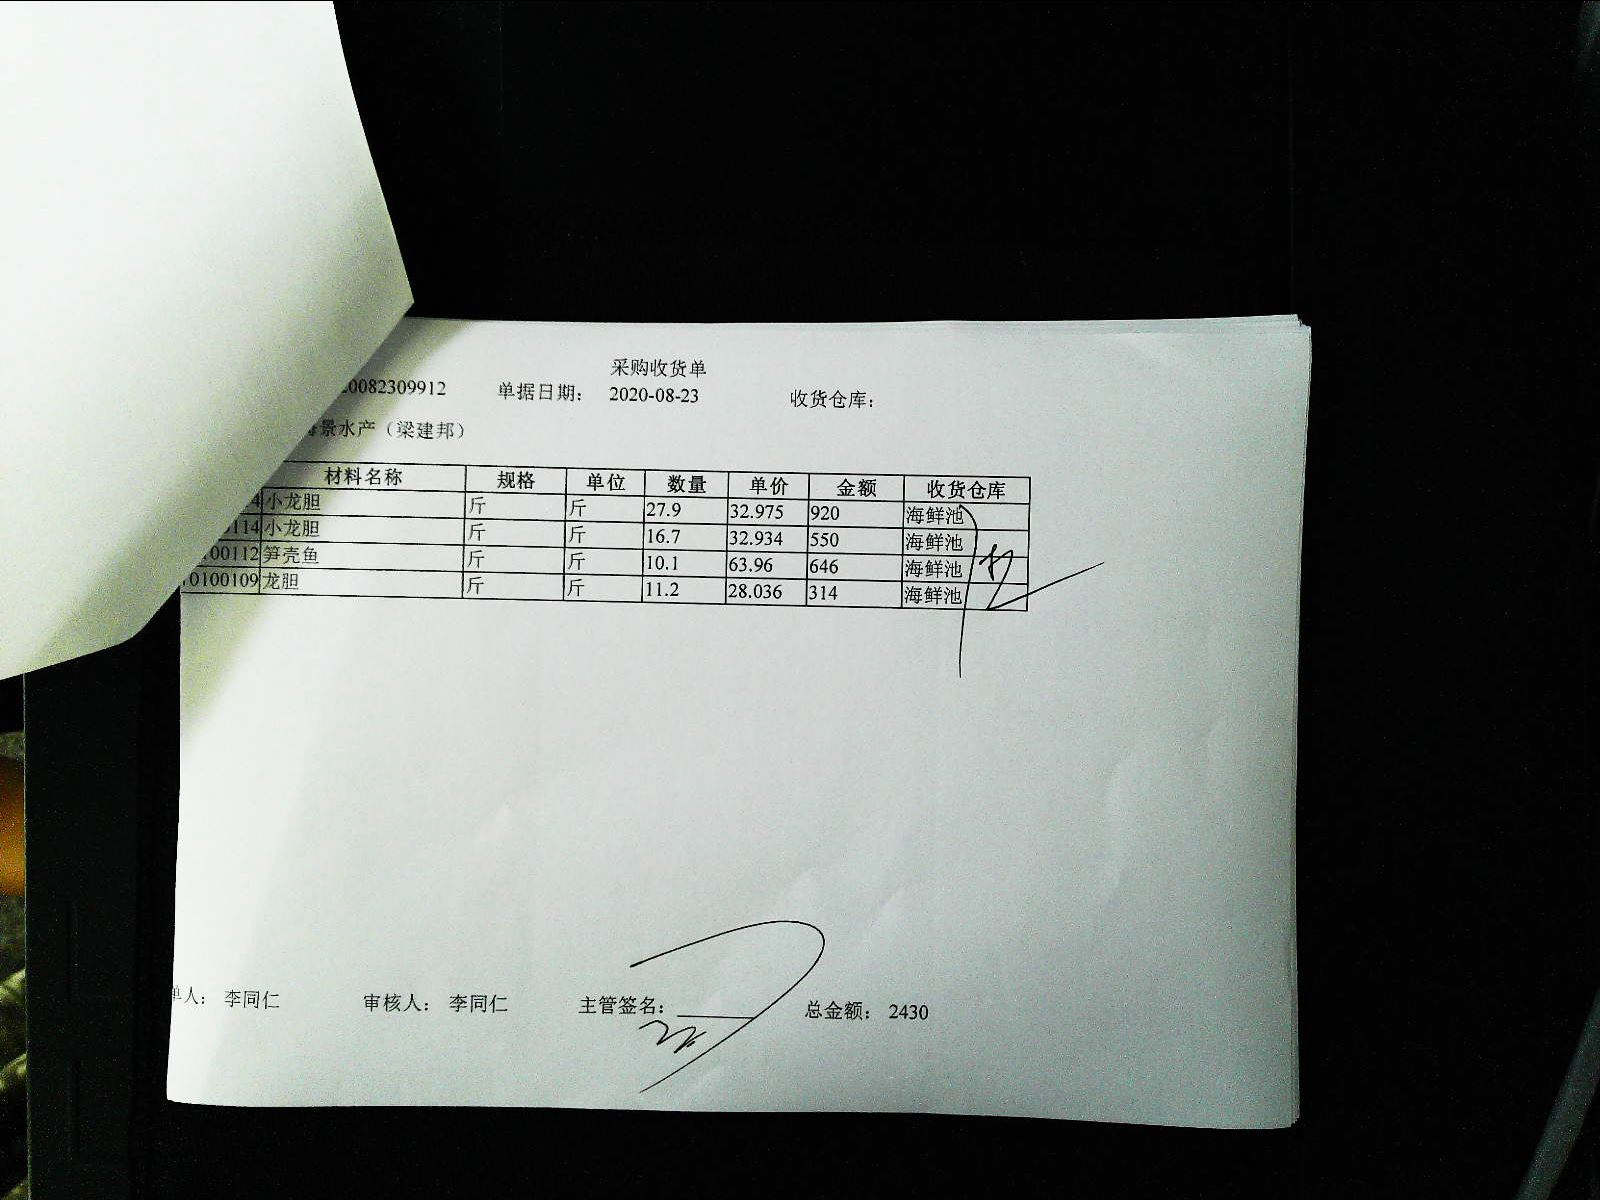 采购收货单
20082309912 单据日期： 2020-08-23 收货仓库：
景水产（梁建邦）
材料名称 规格 单位 数量 单价 金额 收货仓库
4 小龙胆 斤 斤 27.9 32.975 920 海鲜池
0114 小龙胆 斤 斤 16.7 32.934 550 海鲜池
100112 笋壳鱼 斤 斤 10.1 63.96 646 海鲜池
0100109 龙胆 斤 斤 11.2 28.036 314 海鲜池
单人： 李同仁 审核人： 李同仁 主管签名： 总金额： 2430